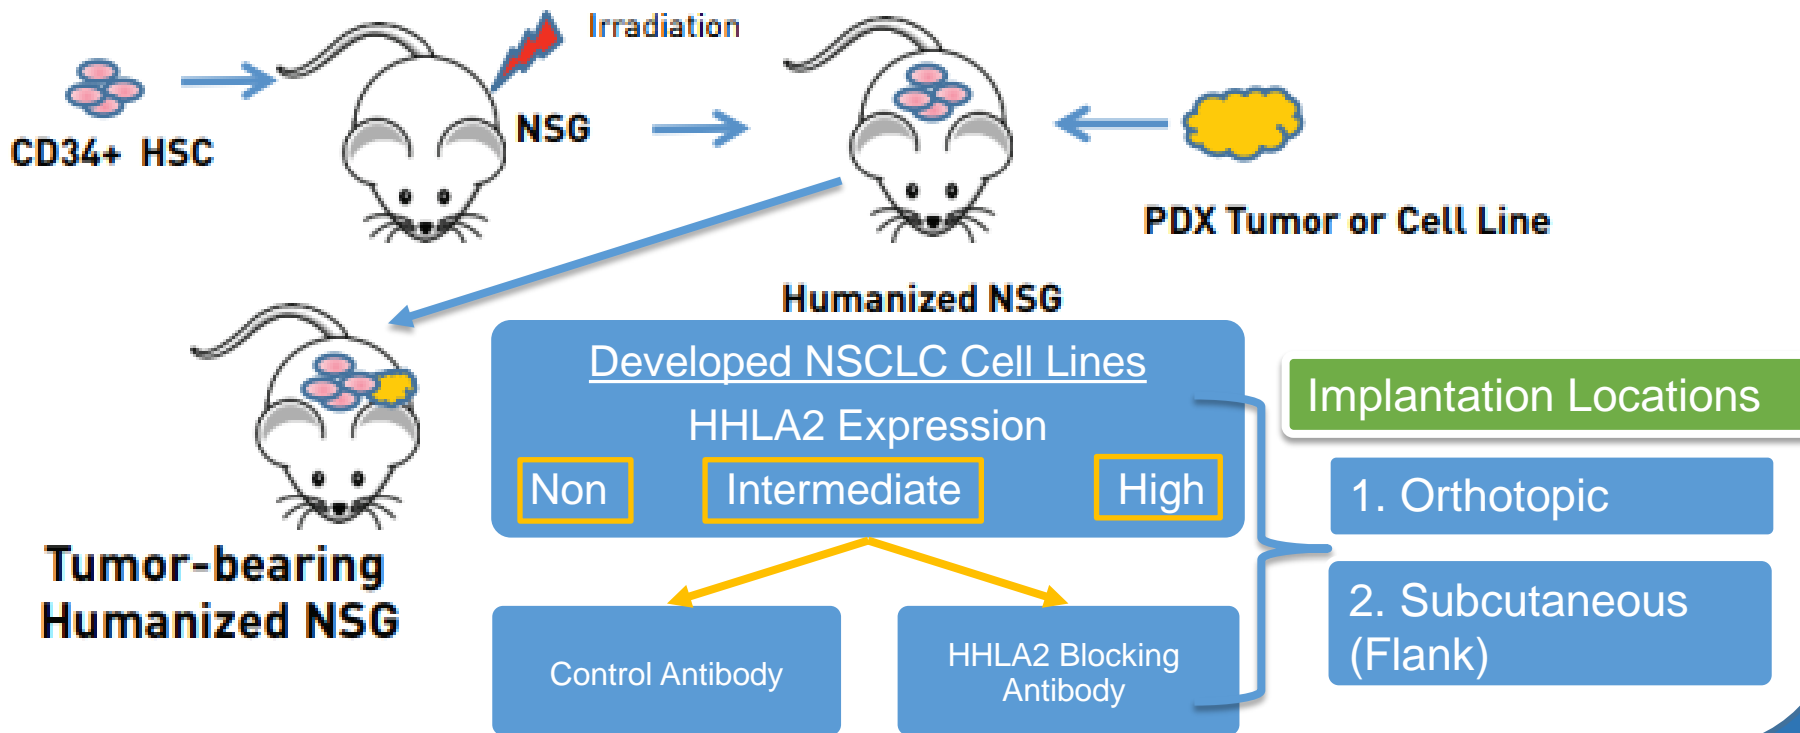 Irradiation
CD34+ HSC
NSG
PDX Tumor or Cell Line
Humanized NSG
Tumor-bearing
Humanized NSG
Developed NSCLC Cell Lines
HHLA2 Expression
Non
Intermediate
High
Control Antibody
HHLA2 Blocking
Antibody
Implantation Locations
1. Orthotopic
2. Subcutaneous
(Flank)